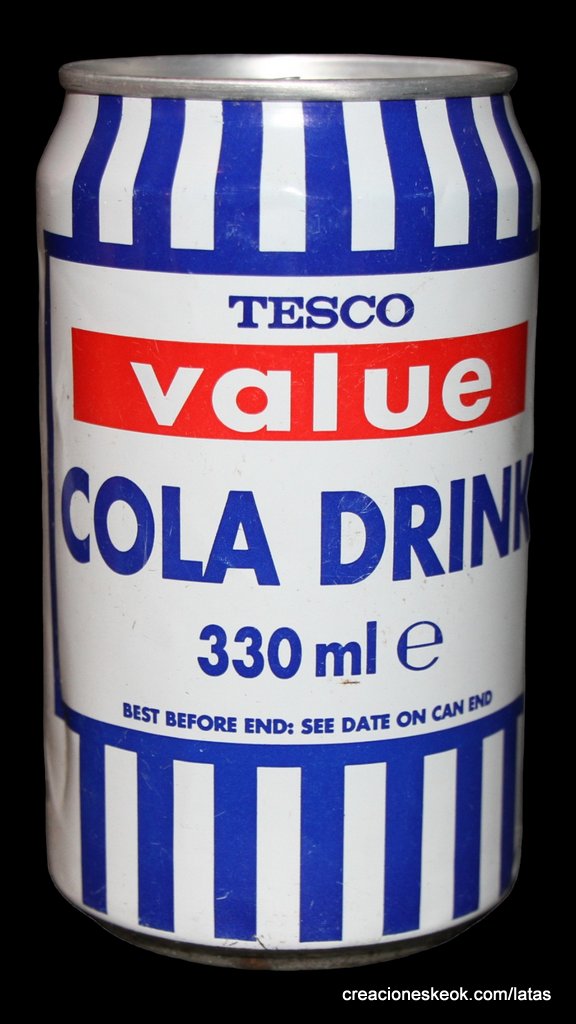 TESCO
value
COLA DRINK
330 ml e
BEST BEFORE END: SEE DATE ON CAN END
creacioneskeok.com/latas